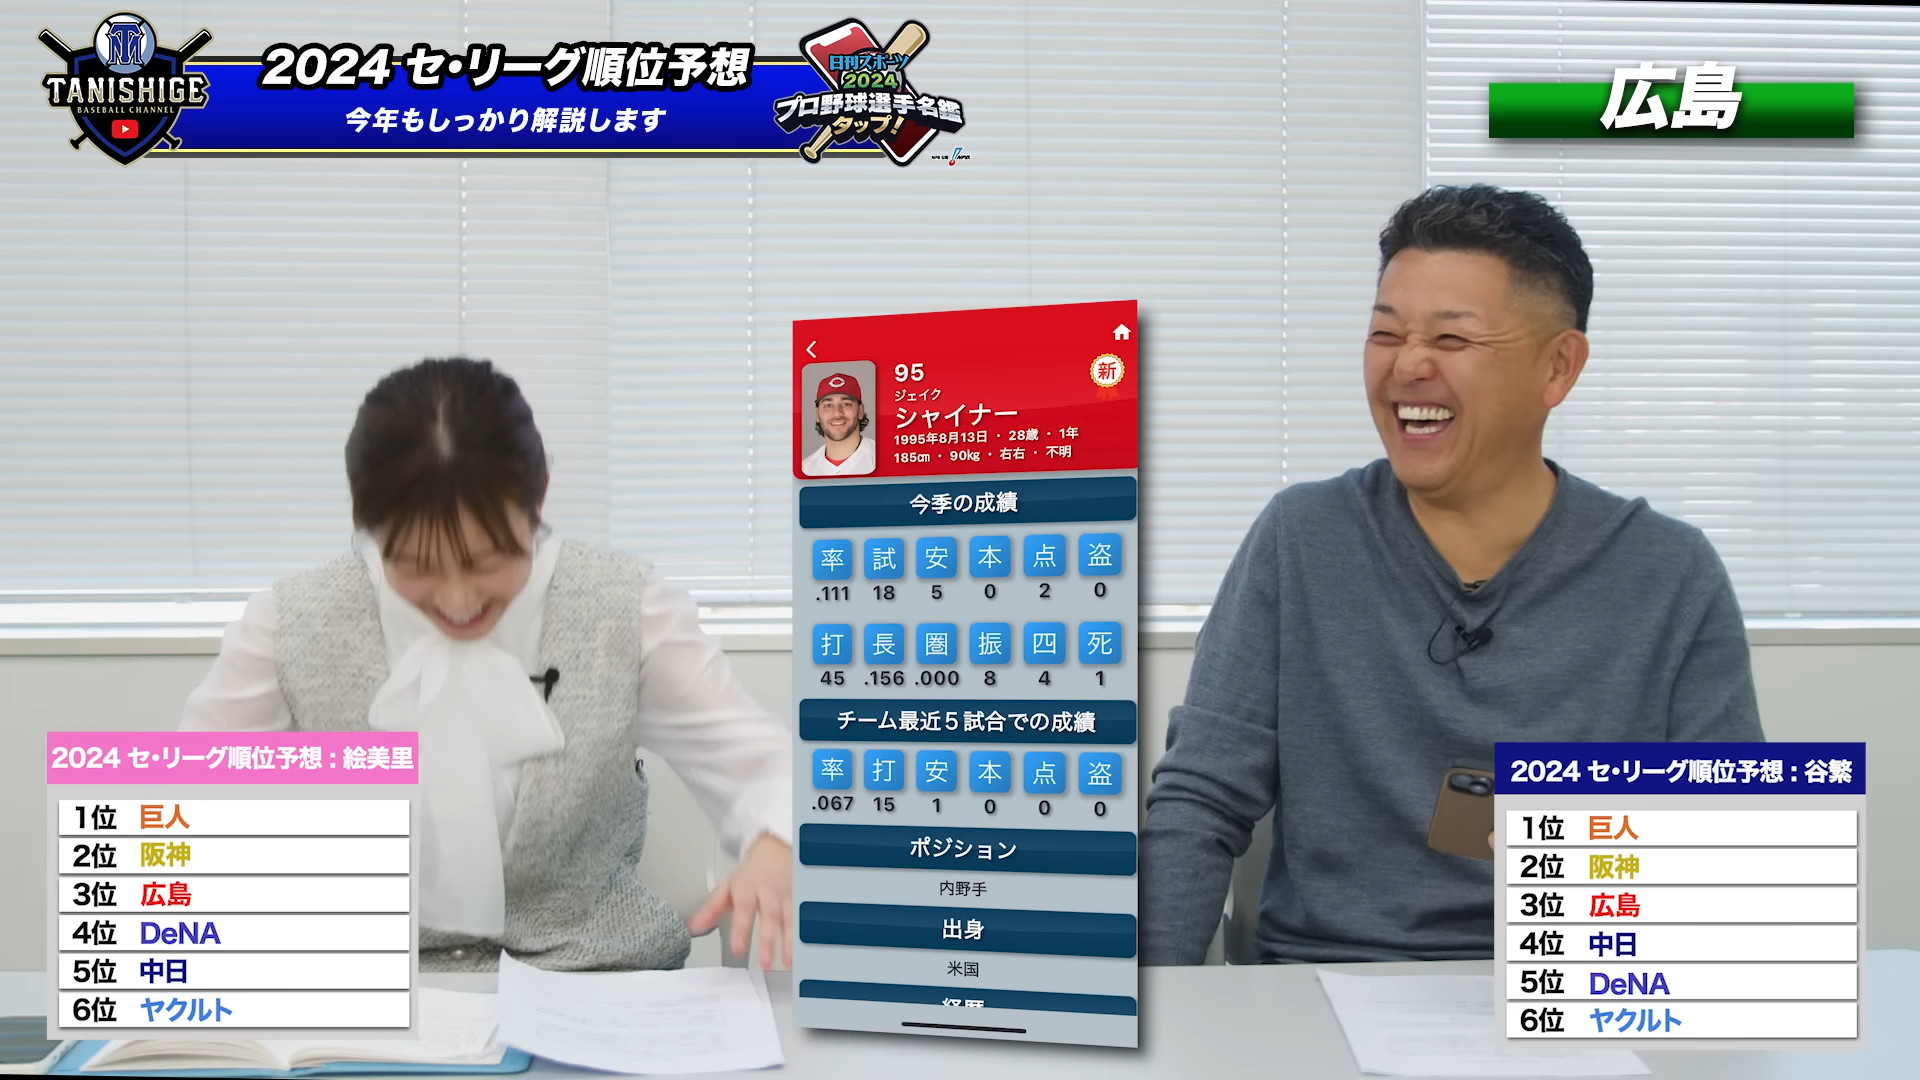 TANISHIGE
BASEBALL CHANNEL
2024 セ・リーグ順位予想
今年もしっかり解説します
日刊スポーツ
2024
プロ野球選手名鑑
タップ!
広島
95
ジェイク
シャイナー
1995年8月13日 ・ 28歳 ・ 1年
185cm ・ 90kg ・ 右右 ・ 不明
新
今季の成績
率 試 安 本 点 盗
.111 18 5 0 2 0
打 長 圏 振 四 死
45 .156 .000 8 4 1
チーム最近5試合での成績
率 打 安 本 点 盗
.067 15 1 0 0 0
ポジション
内野手
出身
米国
経歴
2024 セ・リーグ順位予想 : 絵美里
1位 巨人
2位 阪神
3位 広島
4位 DeNA
5位 中日
6位 ヤクルト
2024 セ・リーグ順位予想 : 谷繁
1位 巨人
2位 阪神
3位 広島
4位 中日
5位 DeNA
6位 ヤクルト